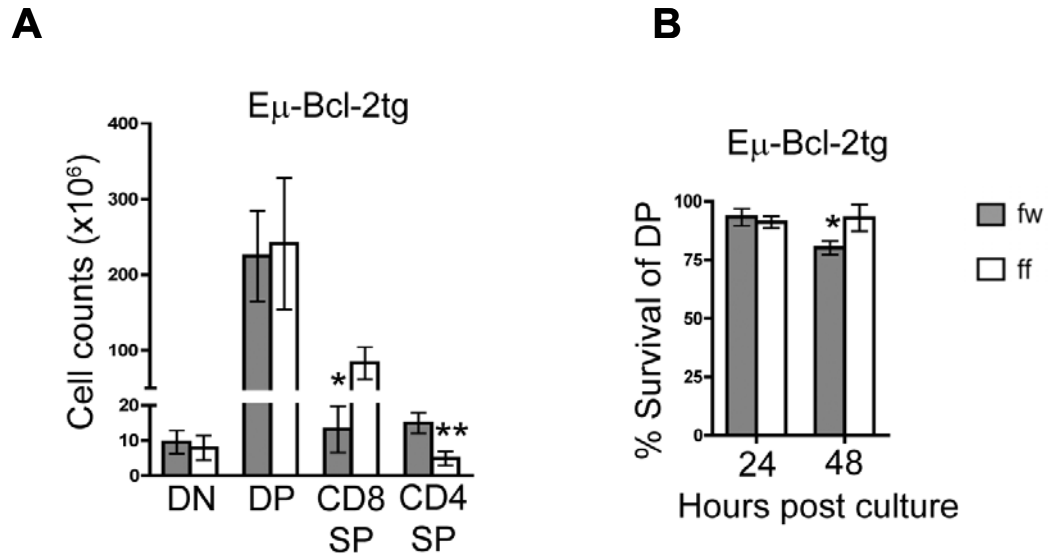 A
Eμ-Bcl-2tg
Cell counts (x10⁶)
400
300
200
100
20
10
0
*
**
DN DP CD8 CD4
SP SP
B
Eμ-Bcl-2tg
% Survival of DP
100
75
50
25
0
*
24 48
Hours post culture
fw
ff